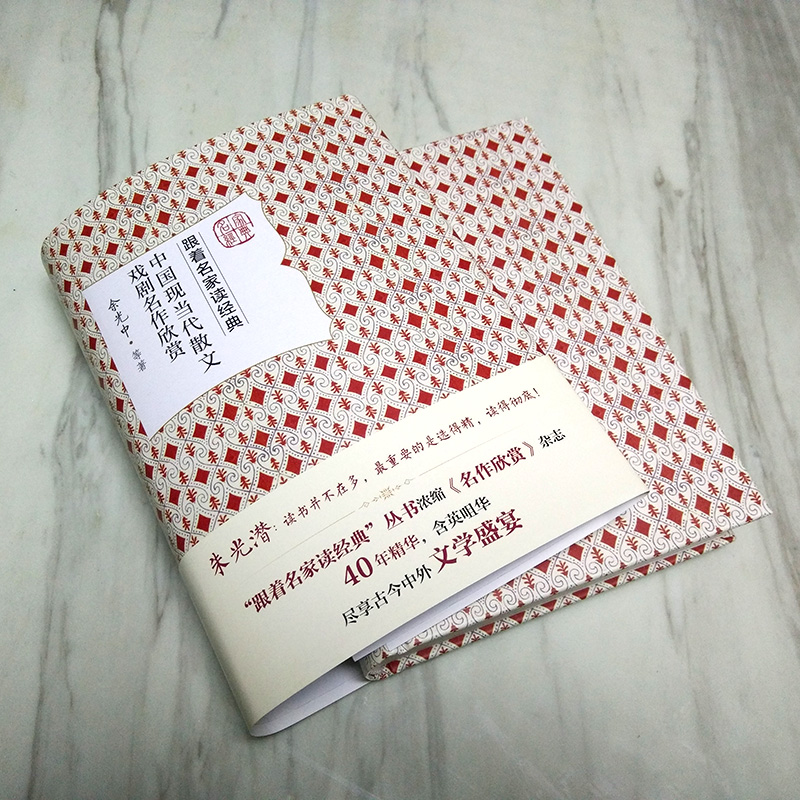 跟着名家读经典
中国现当代散文
戏剧名作欣赏
余光中·等著
朱光潜：读书并不在多，最重要的是选得精，读得彻底！
“跟着名家读经典”丛书浓缩《名作欣赏》杂志
40年精华，含英咀华
尽享古今中外文学盛宴